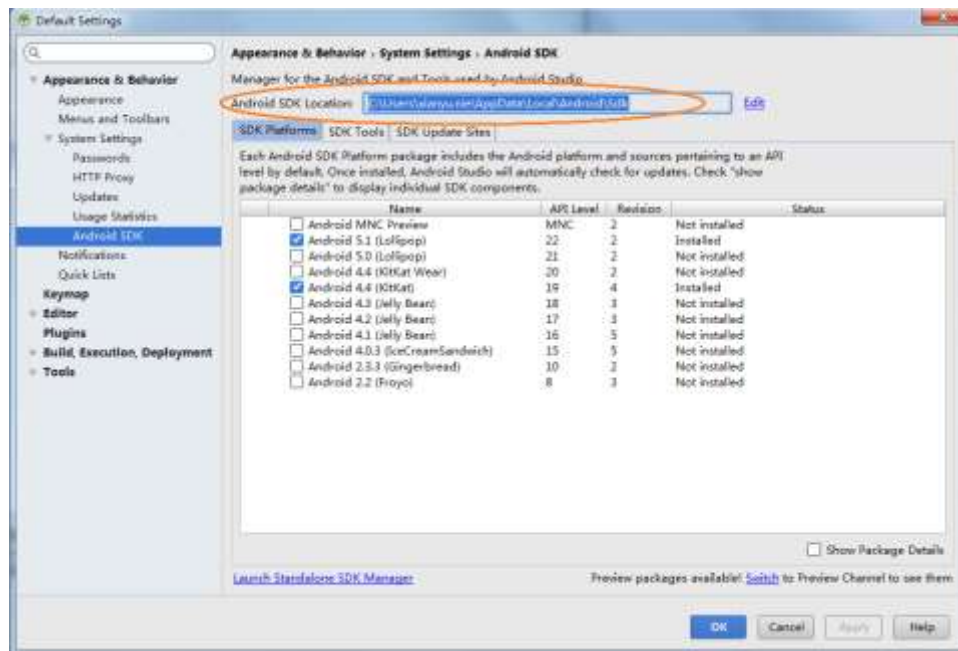 Default Settings
Appearance & Behavior › System Settings › Android SDK
Manager for the Android SDK and Tools used by Android Studio
Android SDK Location: C:\Users\alanyu.nie\AppData\Local\Android\Sdk Edit
Appearance & Behavior
Appearance
Menus and Toolbars
System Settings
Passwords
HTTP Proxy
Updates
Usage Statistics
Android SDK
Notifications
Quick Lists
Keymap
Editor
Plugins
Build, Execution, Deployment
Tools
SDK Platforms SDK Tools SDK Update Sites
Each Android SDK Platform package includes the Android platform and sources pertaining to an API
level by default. Once installed, Android Studio will automatically check for updates. Check "show
package details" to display individual SDK components.
Name API Level Revision Status
Android MNC Preview MNC 2 Not installed
Android 5.1 (Lollipop) 22 2 Installed
Android 5.0 (Lollipop) 21 2 Not installed
Android 4.4 (KitKat Wear) 20 2 Not installed
Android 4.4 (KitKat) 19 4 Installed
Android 4.3 (Jelly Bean) 18 3 Not installed
Android 4.2 (Jelly Bean) 17 3 Not installed
Android 4.1 (Jelly Bean) 16 5 Not installed
Android 4.0.3 (IceCreamSandwich) 15 5 Not installed
Android 2.3.3 (Gingerbread) 10 2 Not installed
Android 2.2 (Froyo) 8 3 Not installed
Show Package Details
Launch Standalone SDK Manager Preview packages available! Switch to Preview Channel to see them
OK Cancel Apply Help